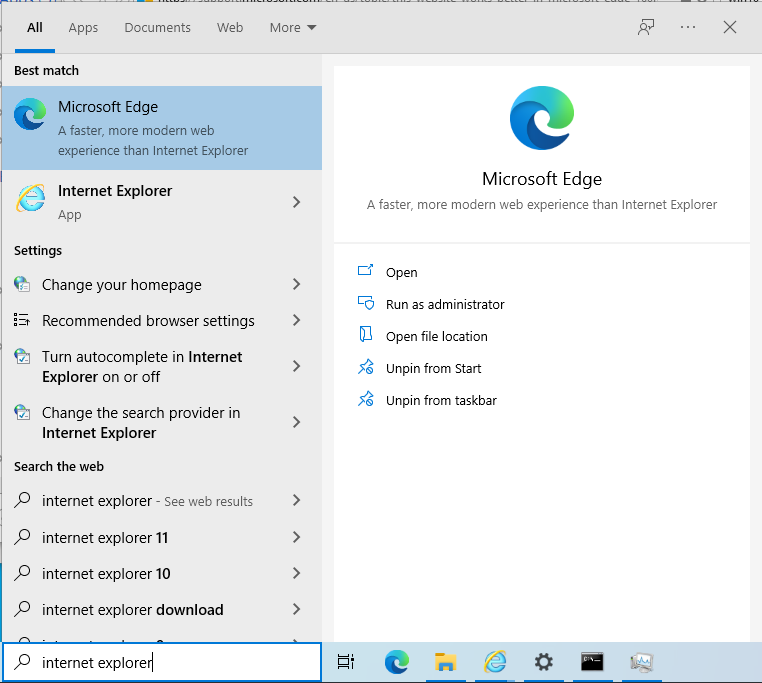 All Apps Documents Web More
Best match
Microsoft Edge
A faster, more modern web
experience than Internet Explorer
Internet Explorer
App
Settings
Change your homepage
Recommended browser settings
Turn autocomplete in Internet
Explorer on or off
Change the search provider in
Internet Explorer
Search the web
internet explorer - See web results
internet explorer 11
internet explorer 10
internet explorer download
internet explorer
Microsoft Edge
A faster, more modern web experience than Internet Explorer
Open
Run as administrator
Open file location
Unpin from Start
Unpin from taskbar